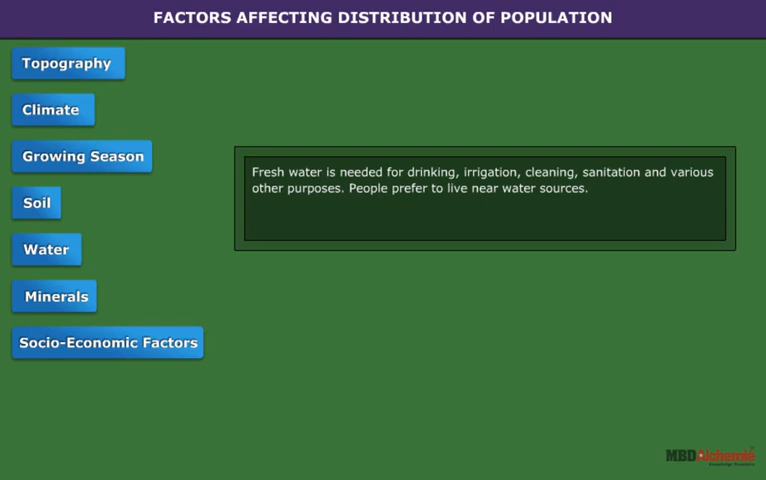 FACTORS AFFECTING DISTRIBUTION OF POPULATION
Topography
Climate
Growing Season
Soil
Water
Minerals
Socio-Economic Factors
Fresh water is needed for drinking, irrigation, cleaning, sanitation and various
other purposes. People prefer to live near water sources.
MBDAlchemie